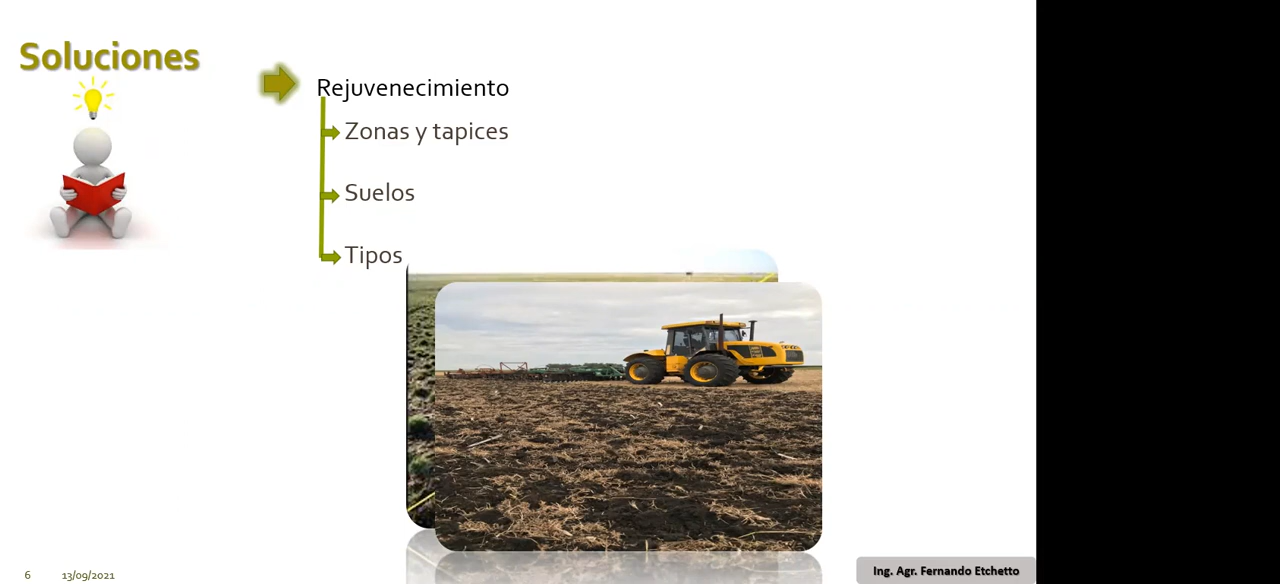 Soluciones
Rejuvenecimiento
Zonas y tapices
Suelos
Tipos
6 13/09/2021
Ing. Agr. Fernando Etchetto